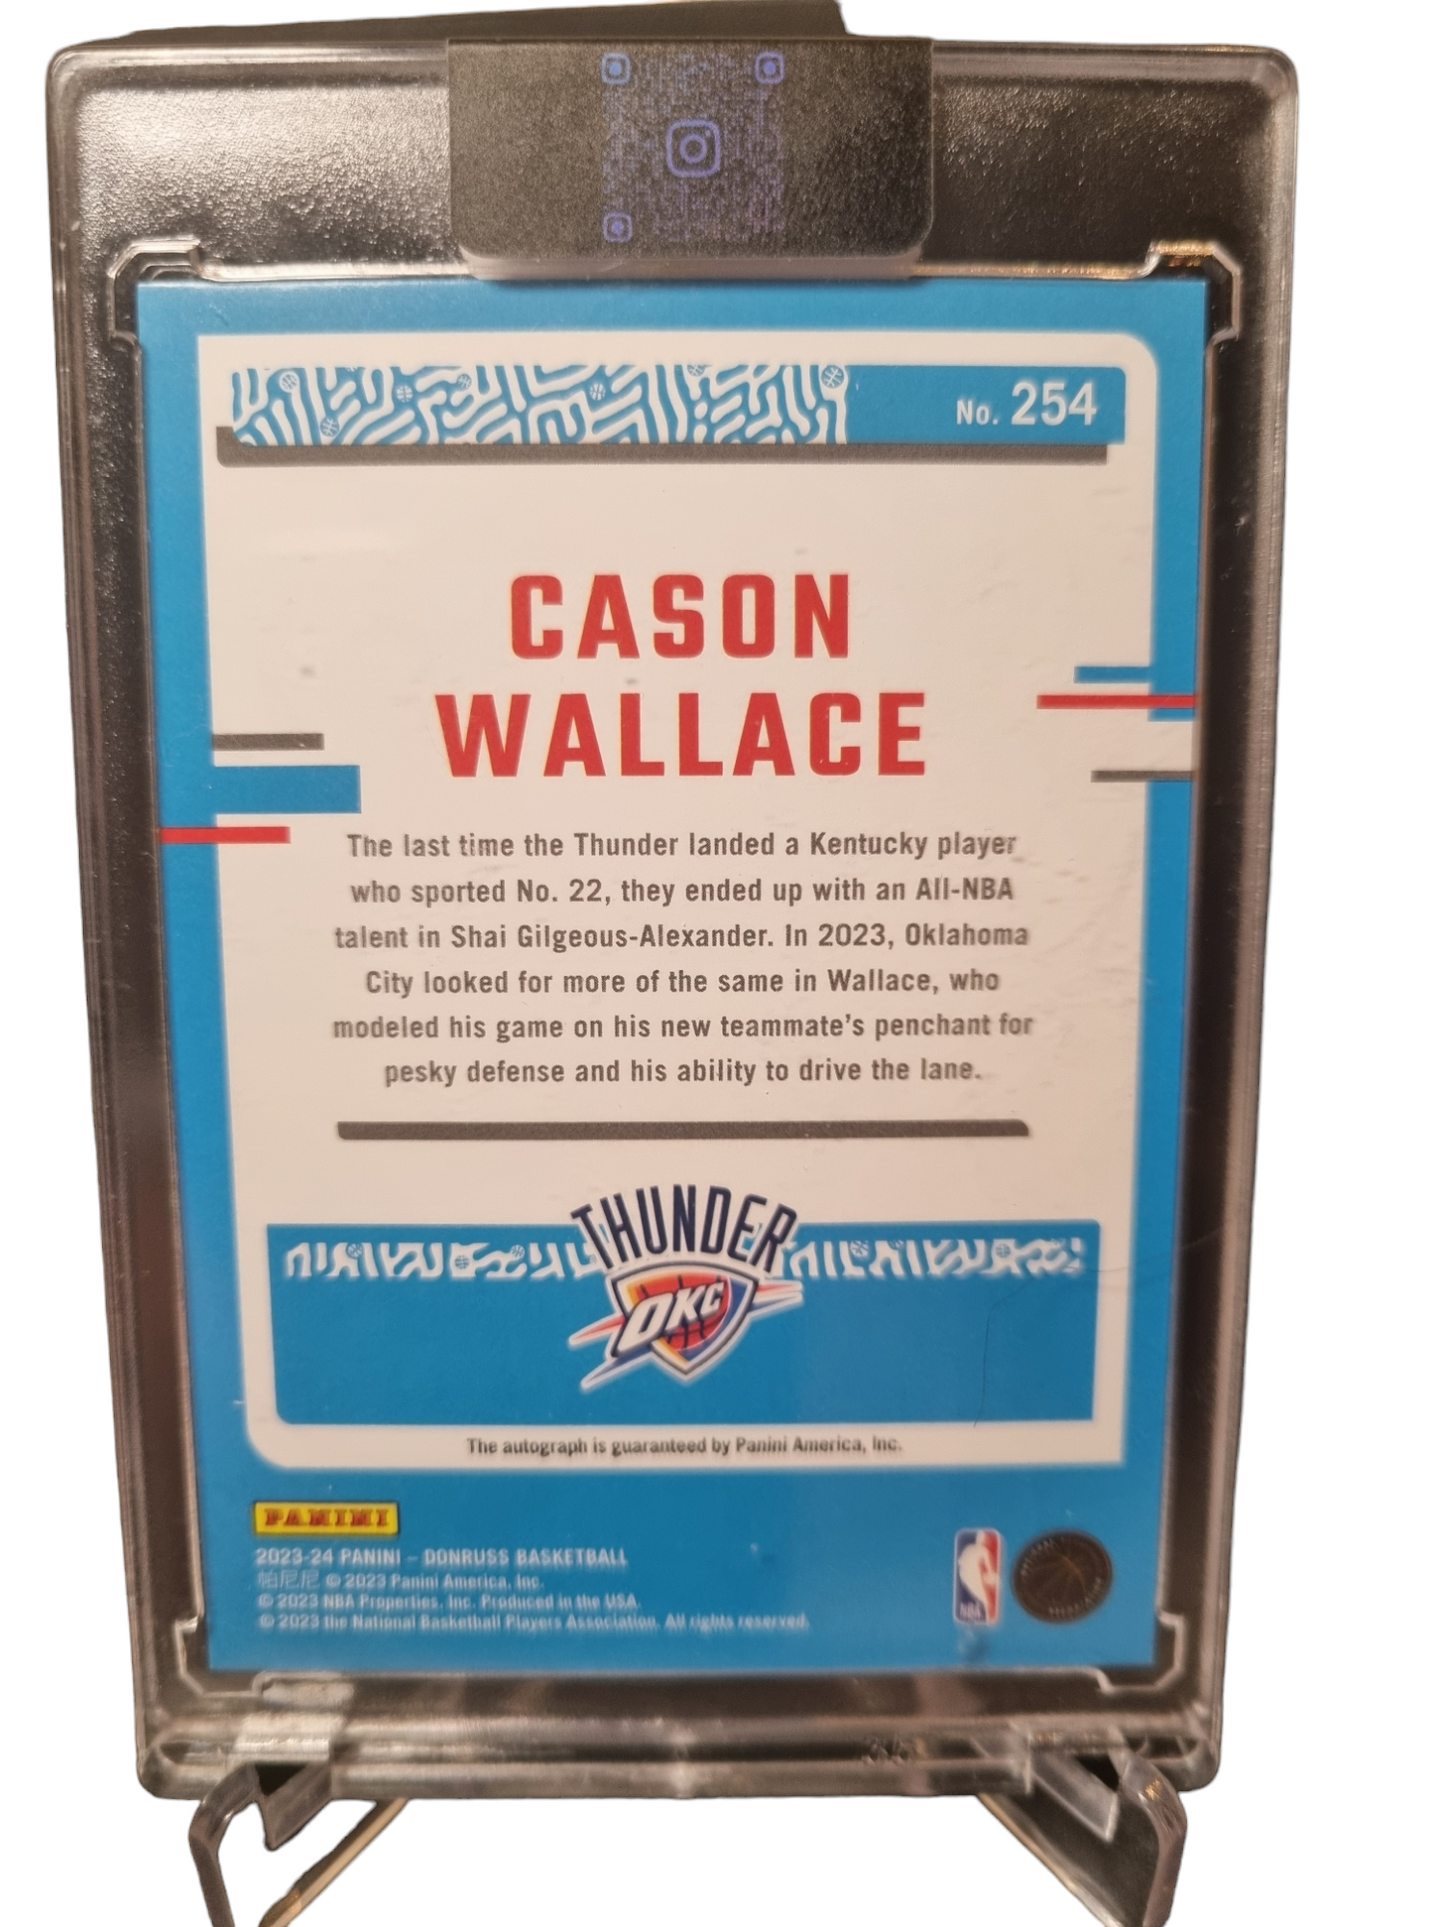 No. 254
CASON
WALLACE
The last time the Thunder landed a Kentucky player
who sported No. 22, they ended up with an All-NBA
talent in Shai Gilgeous-Alexander. In 2023, Oklahoma
City looked for more of the same in Wallace, who
modeled his game on his new teammate's penchant for
pesky defense and his ability to drive the lane.
THUNDER
OKC
The autograph is guaranteed by Panini America, Inc.
PANINI
2023-24 PANINI – DONRUSS BASKETBALL
帕尼尼 © 2023 Panini America, Inc.
© 2023 NBA Properties, Inc. Produced in the USA.
© 2023 the National Basketball Players Association. All rights reserved.
NBA